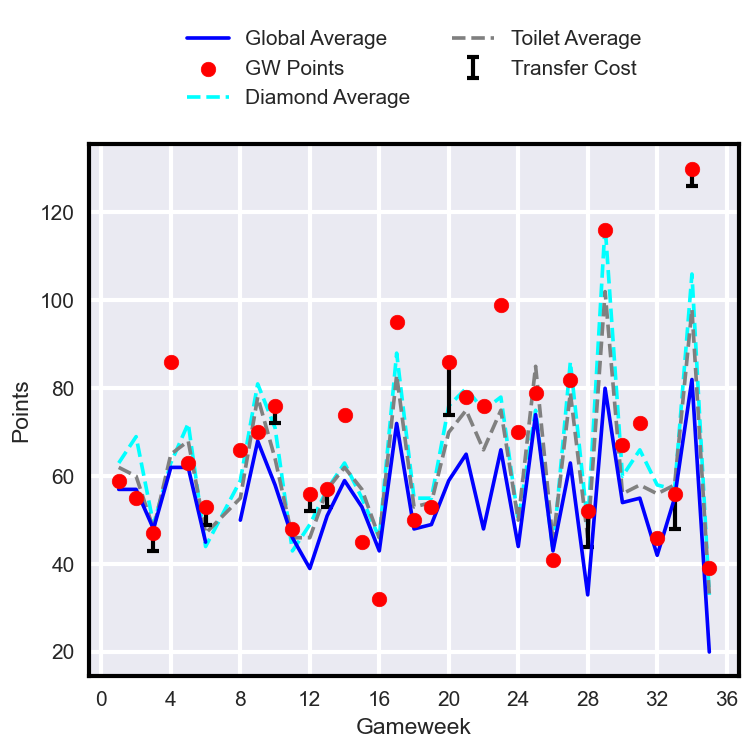 Global Average
GW Points
Diamond Average
Toilet Average
Transfer Cost
Points
120
100
80
60
40
20
0 4 8 12 16 20 24 28 32 36
Gameweek